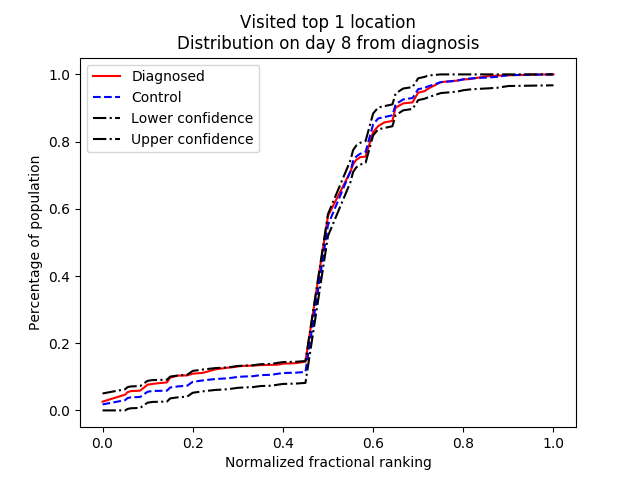 Visited top 1 location
Distribution on day 8 from diagnosis
Diagnosed
Control
Lower confidence
Upper confidence
Percentage of population
1.0
0.8
0.6
0.4
0.2
0.0
0.0 0.2 0.4 0.6 0.8 1.0
Normalized fractional ranking